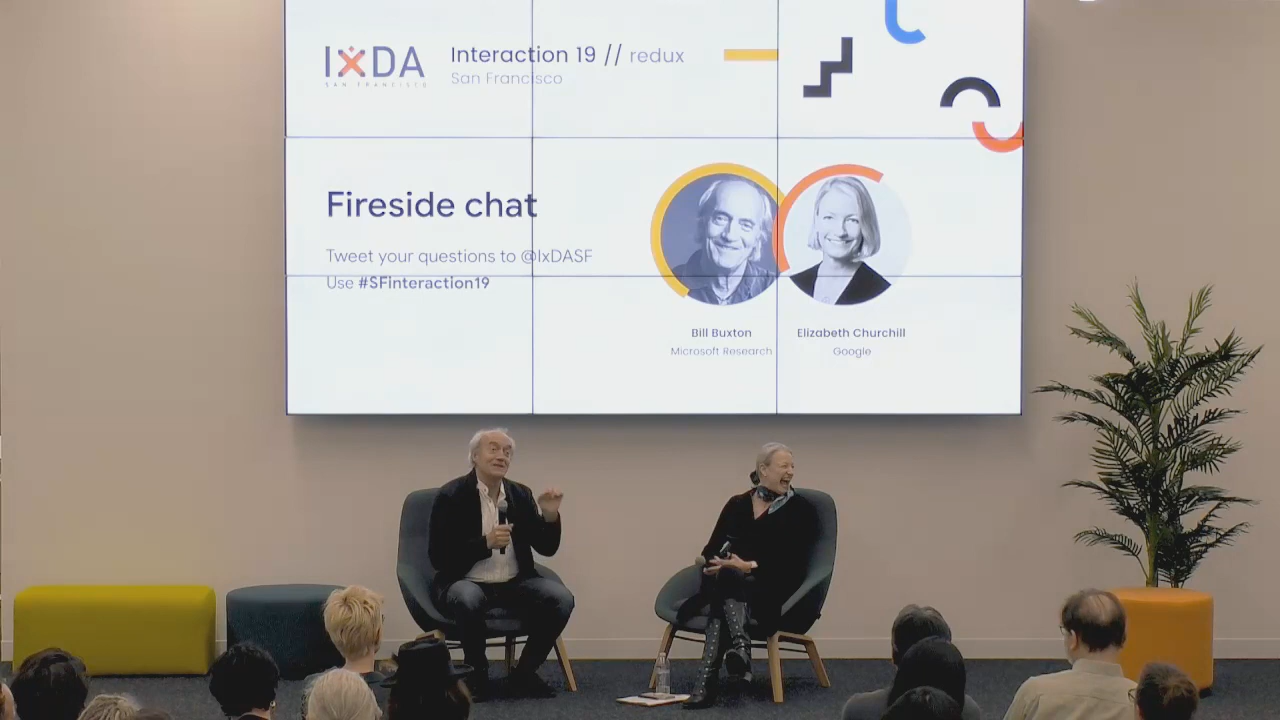 IXDA
SAN FRANCISCO
Interaction 19 // redux
San Francisco
Fireside chat
Tweet your questions to @IxDASF
Use #SFinteraction19
Bill Buxton
Microsoft Research
Elizabeth Churchill
Google